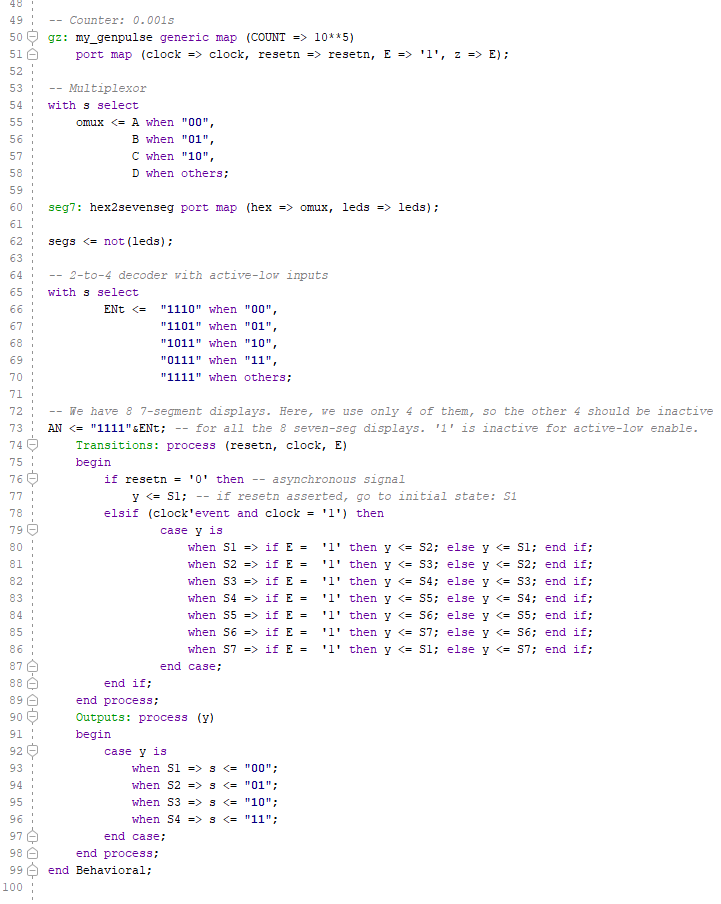 48
49 -- Counter: 0.001s
50 gz: my_genpulse generic map (COUNT => 10**5)
51     port map (clock => clock, resetn => resetn, E => '1', z => E);
52
53 -- Multiplexor
54 with s select
55     omux <= A when "00",
56             B when "01",
57             C when "10",
58             D when others;
59
60 seg7: hex2sevenseg port map (hex => omux, leds => leds);
61
62 segs <= not(leds);
63
64 -- 2-to-4 decoder with active-low inputs
65 with s select
66         ENt <=  "1110" when "00",
67                 "1101" when "01",
68                 "1011" when "10",
69                 "0111" when "11",
70                 "1111" when others;
71
72 -- We have 8 7-segment displays. Here, we use only 4 of them, so the other 4 should be inactive
73 AN <= "1111"&ENt; -- for all the 8 seven-seg displays. '1' is inactive for active-low enable.
74     Transitions: process (resetn, clock, E)
75     begin
76         if resetn = '0' then -- asynchronous signal
77             y <= S1; -- if resetn asserted, go to initial state: S1
78         elsif (clock'event and clock = '1') then
79                 case y is
80                     when S1 => if E =  '1' then y <= S2; else y <= S1; end if;
81                     when S2 => if E =  '1' then y <= S3; else y <= S2; end if;
82                     when S3 => if E =  '1' then y <= S4; else y <= S3; end if;
83                     when S4 => if E =  '1' then y <= S5; else y <= S4; end if;
84                     when S5 => if E =  '1' then y <= S6; else y <= S5; end if;
85                     when S6 => if E =  '1' then y <= S7; else y <= S6; end if;
86                     when S7 => if E =  '1' then y <= S1; else y <= S7; end if;
87                 end case;
88         end if;
89     end process;
90     Outputs: process (y)
91     begin
92         case y is
93             when S1 => s <= "00";
94             when S2 => s <= "01";
95             when S3 => s <= "10";
96             when S4 => s <= "11";
97         end case;
98     end process;
99 end Behavioral;
100